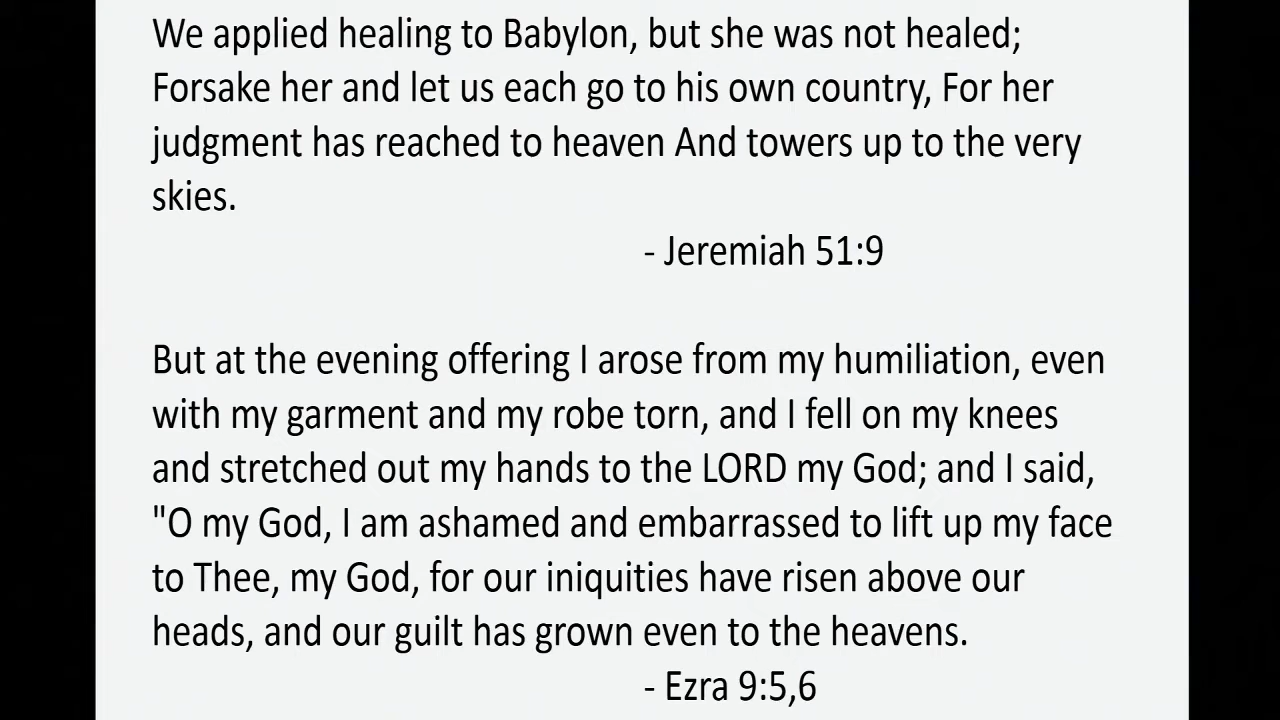 We applied healing to Babylon, but she was not healed;
Forsake her and let us each go to his own country, For her
judgment has reached to heaven And towers up to the very
skies.
- Jeremiah 51:9
But at the evening offering I arose from my humiliation, even
with my garment and my robe torn, and I fell on my knees
and stretched out my hands to the LORD my God; and I said,
"O my God, I am ashamed and embarrassed to lift up my face
to Thee, my God, for our iniquities have risen above our
heads, and our guilt has grown even to the heavens.
- Ezra 9:5,6